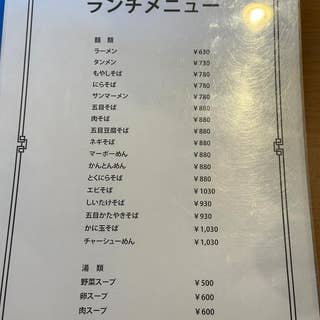 ランチメニュー
麺類
ラーメン ¥630
タンメン ¥730
もやしそば ¥780
にらそば ¥780
サンマーメン ¥780
五目そば ¥880
肉そば ¥880
五目豆腐そば ¥880
ネギそば ¥880
マーボーめん ¥880
かんとんめん ¥880
とくにらそば ¥880
エビそば ¥1030
しいたけそば ¥930
五目かたやきそば ¥930
かに玉そば ¥1,030
チャーシューめん ¥1,030
湯類
野菜スープ ¥500
卵スープ ¥600
肉スープ ¥600